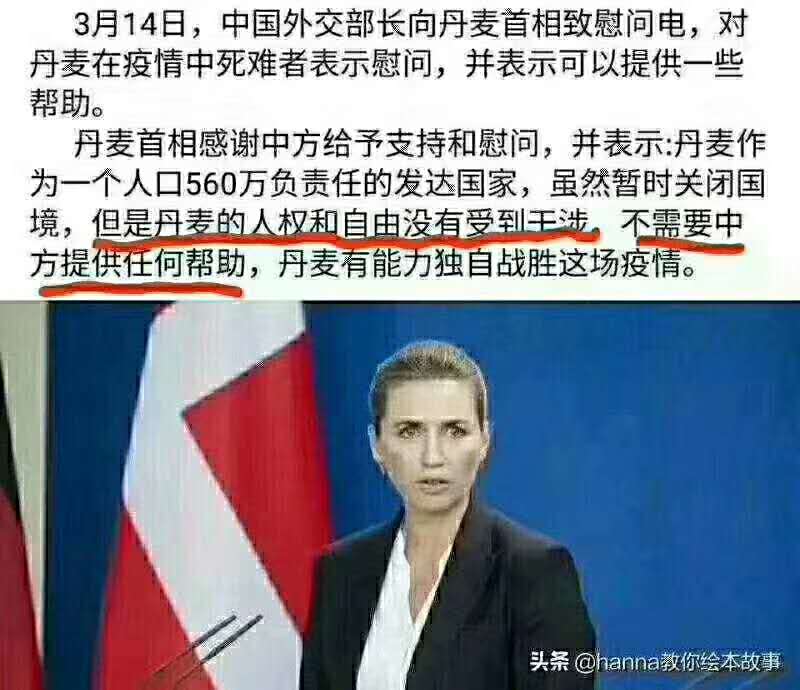 3月14日，中国外交部长向丹麦首相致慰问电，对
丹麦在疫情中死难者表示慰问，并表示可以提供一些
帮助。
丹麦首相感谢中方给予支持和慰问，并表示:丹麦作
为一个人口560万负责任的发达国家，虽然暂时关闭国
境，但是丹麦的人权和自由没有受到干涉，不需要中
方提供任何帮助，丹麦有能力独自战胜这场疫情。
头条 @hanna教你绘本故事